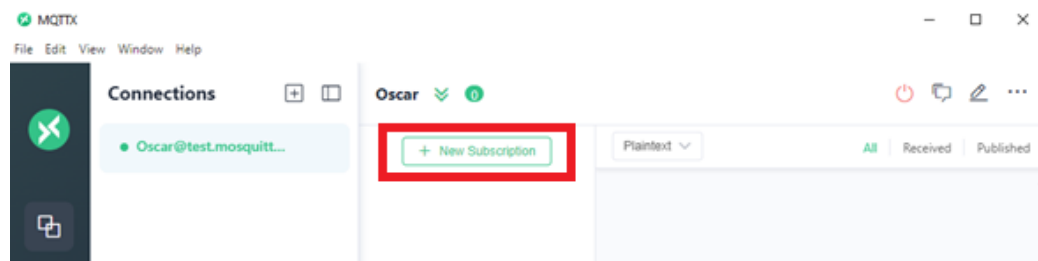 MQTTX
File Edit View Window Help
Connections
Oscar 0
Oscar@test.mosquitt...
+ New Subscription
Plaintext
All Received Published